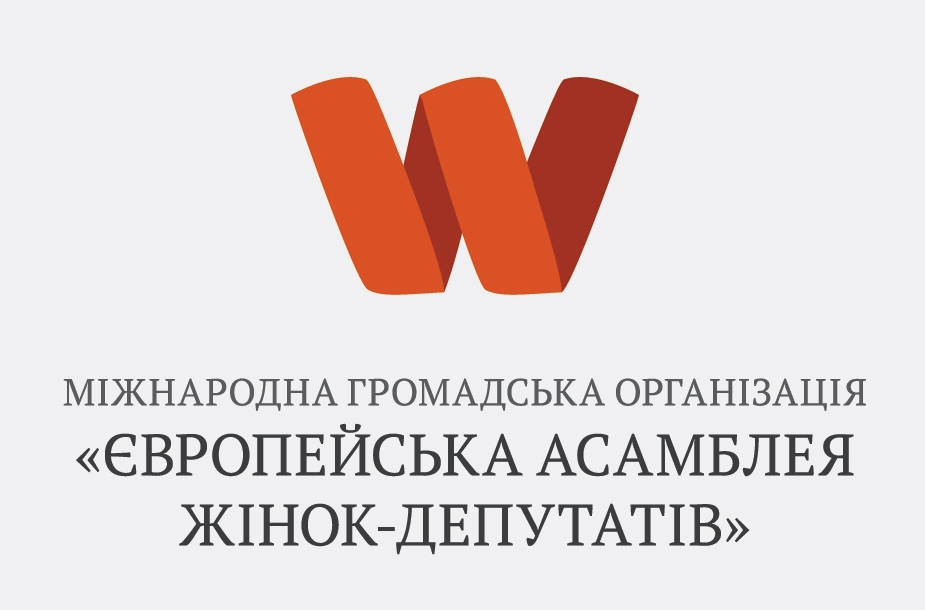 МІЖНАРОДНА ГРОМАДСЬКА ОРГАНІЗАЦІЯ
«ЄВРОПЕЙСЬКА АСАМБЛЕЯ
ЖІНОК-ДЕПУТАТІВ»